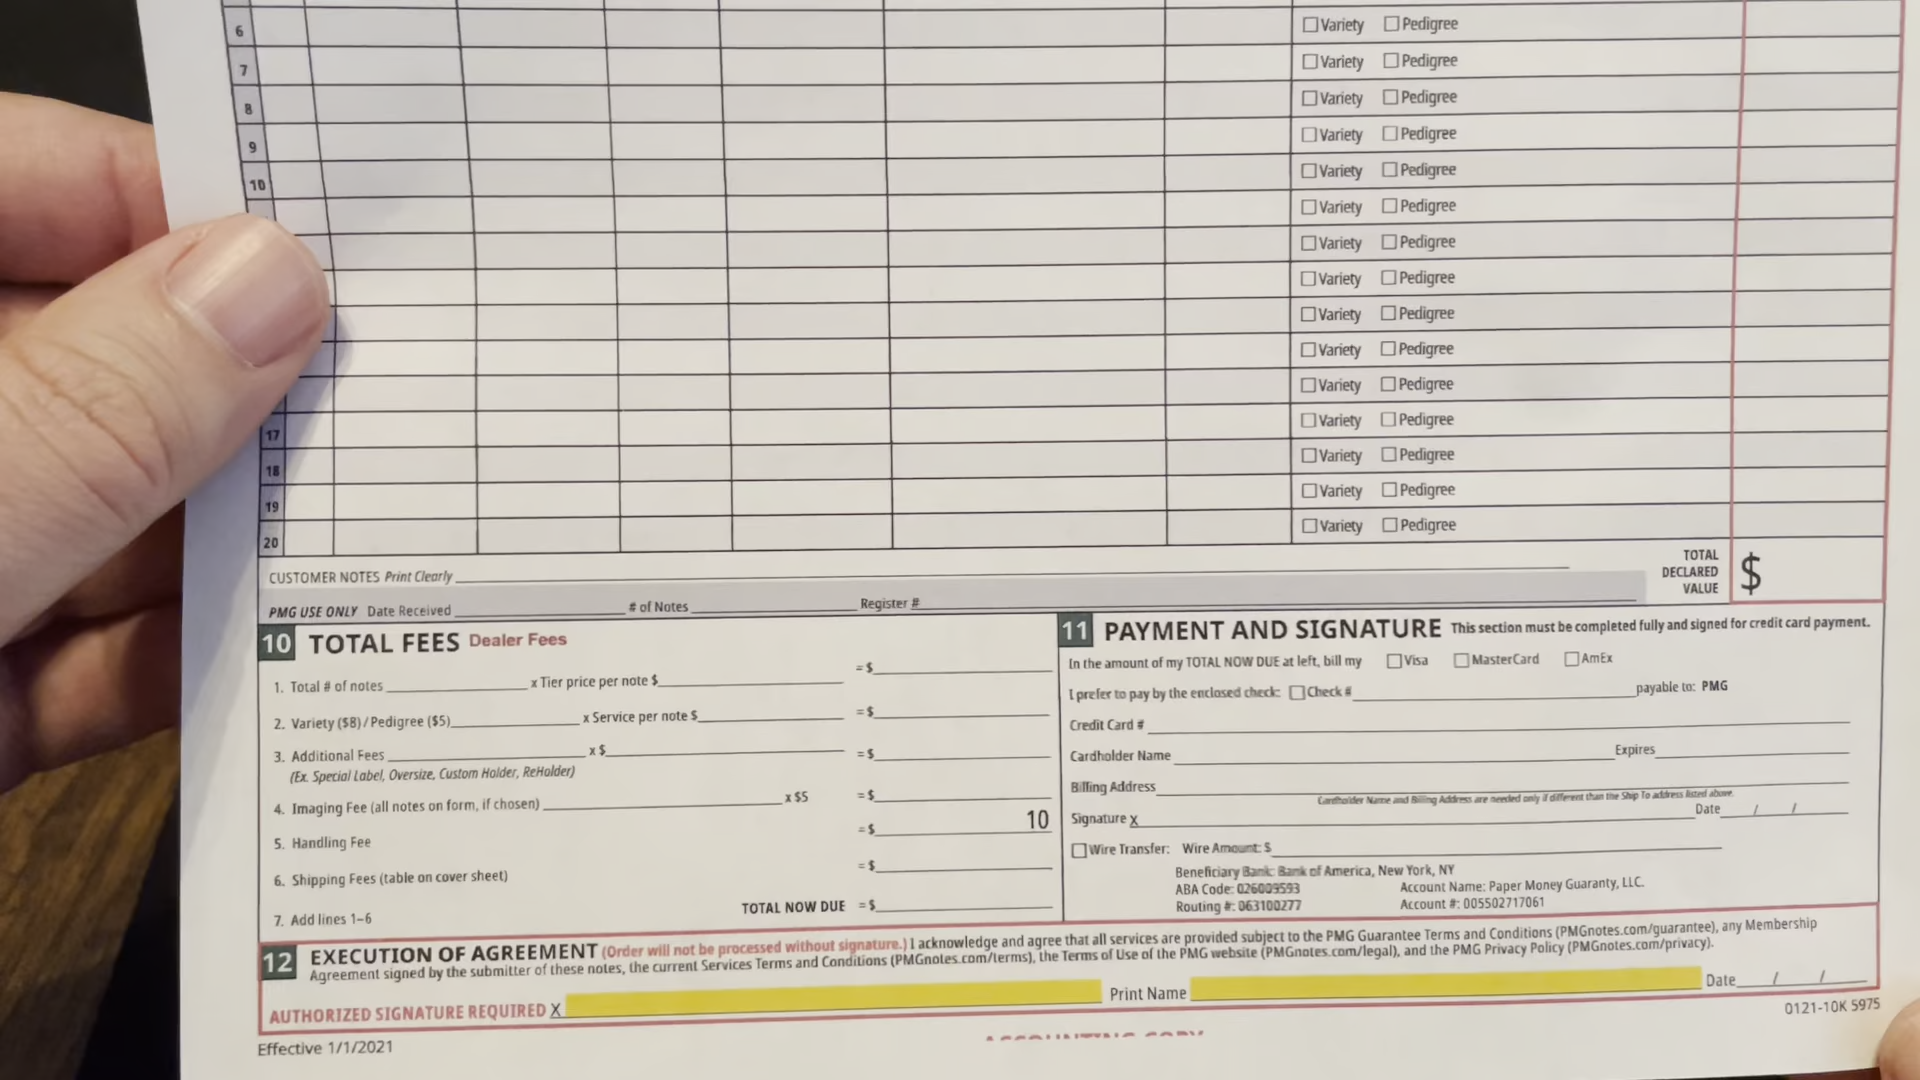 6 Variety Pedigree
7 Variety Pedigree
8 Variety Pedigree
9 Variety Pedigree
10 Variety Pedigree
Variety Pedigree
Variety Pedigree
Variety Pedigree
Variety Pedigree
Variety Pedigree
Variety Pedigree
17 Variety Pedigree
18 Variety Pedigree
19 Variety Pedigree
20 Variety Pedigree
CUSTOMER NOTES Print Clearly
TOTAL
DECLARED
VALUE
$
PMG USE ONLY Date Received # of Notes Register #
10 TOTAL FEES Dealer Fees
1. Total # of notes x Tier price per note $ = $
2. Variety ($8) / Pedigree ($5) x Service per note $ = $
3. Additional Fees x $ = $
(Ex. Special Label, Oversize, Custom Holder, ReHolder)
4. Imaging Fee (all notes on form, if chosen) x $5 = $
5. Handling Fee = $ 10
6. Shipping Fees (table on cover sheet) = $
7. Add lines 1–6 TOTAL NOW DUE = $
11 PAYMENT AND SIGNATURE This section must be completed fully and signed for credit card payment.
In the amount of my TOTAL NOW DUE at left, bill my Visa MasterCard AmEx
I prefer to pay by the enclosed check: Check # payable to: PMG
Credit Card #
Cardholder Name Expires
Billing Address
Cardholder Name and Billing Address are needed only if different than the Ship To address listed above.
Signature X Date / /
Wire Transfer: Wire Amount: $
Beneficiary Bank: Bank of America, New York, NY
ABA Code: 026009593 Account Name: Paper Money Guaranty, LLC.
Routing #: 063100277 Account #: 005502717061
12 EXECUTION OF AGREEMENT (Order will not be processed without signature.) I acknowledge and agree that all services are provided subject to the PMG Guarantee Terms and Conditions (PMGnotes.com/guarantee), any Membership
Agreement signed by the submitter of these notes, the current Services Terms and Conditions (PMGnotes.com/terms), the Terms of Use of the PMG website (PMGnotes.com/legal), and the PMG Privacy Policy (PMGnotes.com/privacy).
AUTHORIZED SIGNATURE REQUIRED X Print Name Date / /
Effective 1/1/2021
ACCOUNTING COPY
0121-10K 5975